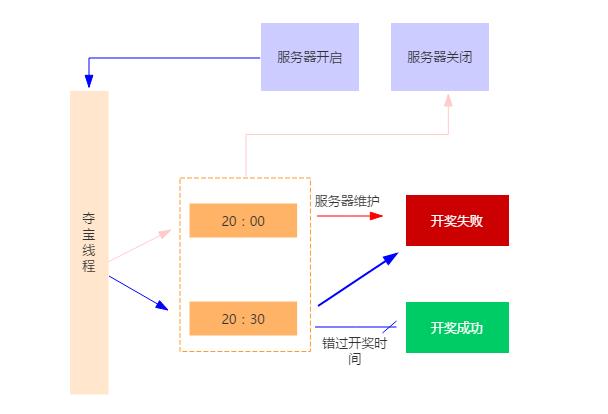 服务器开启
服务器关闭
夺宝线程
20：00
服务器维护
开奖失败
20：30
错过开奖时
间
开奖成功